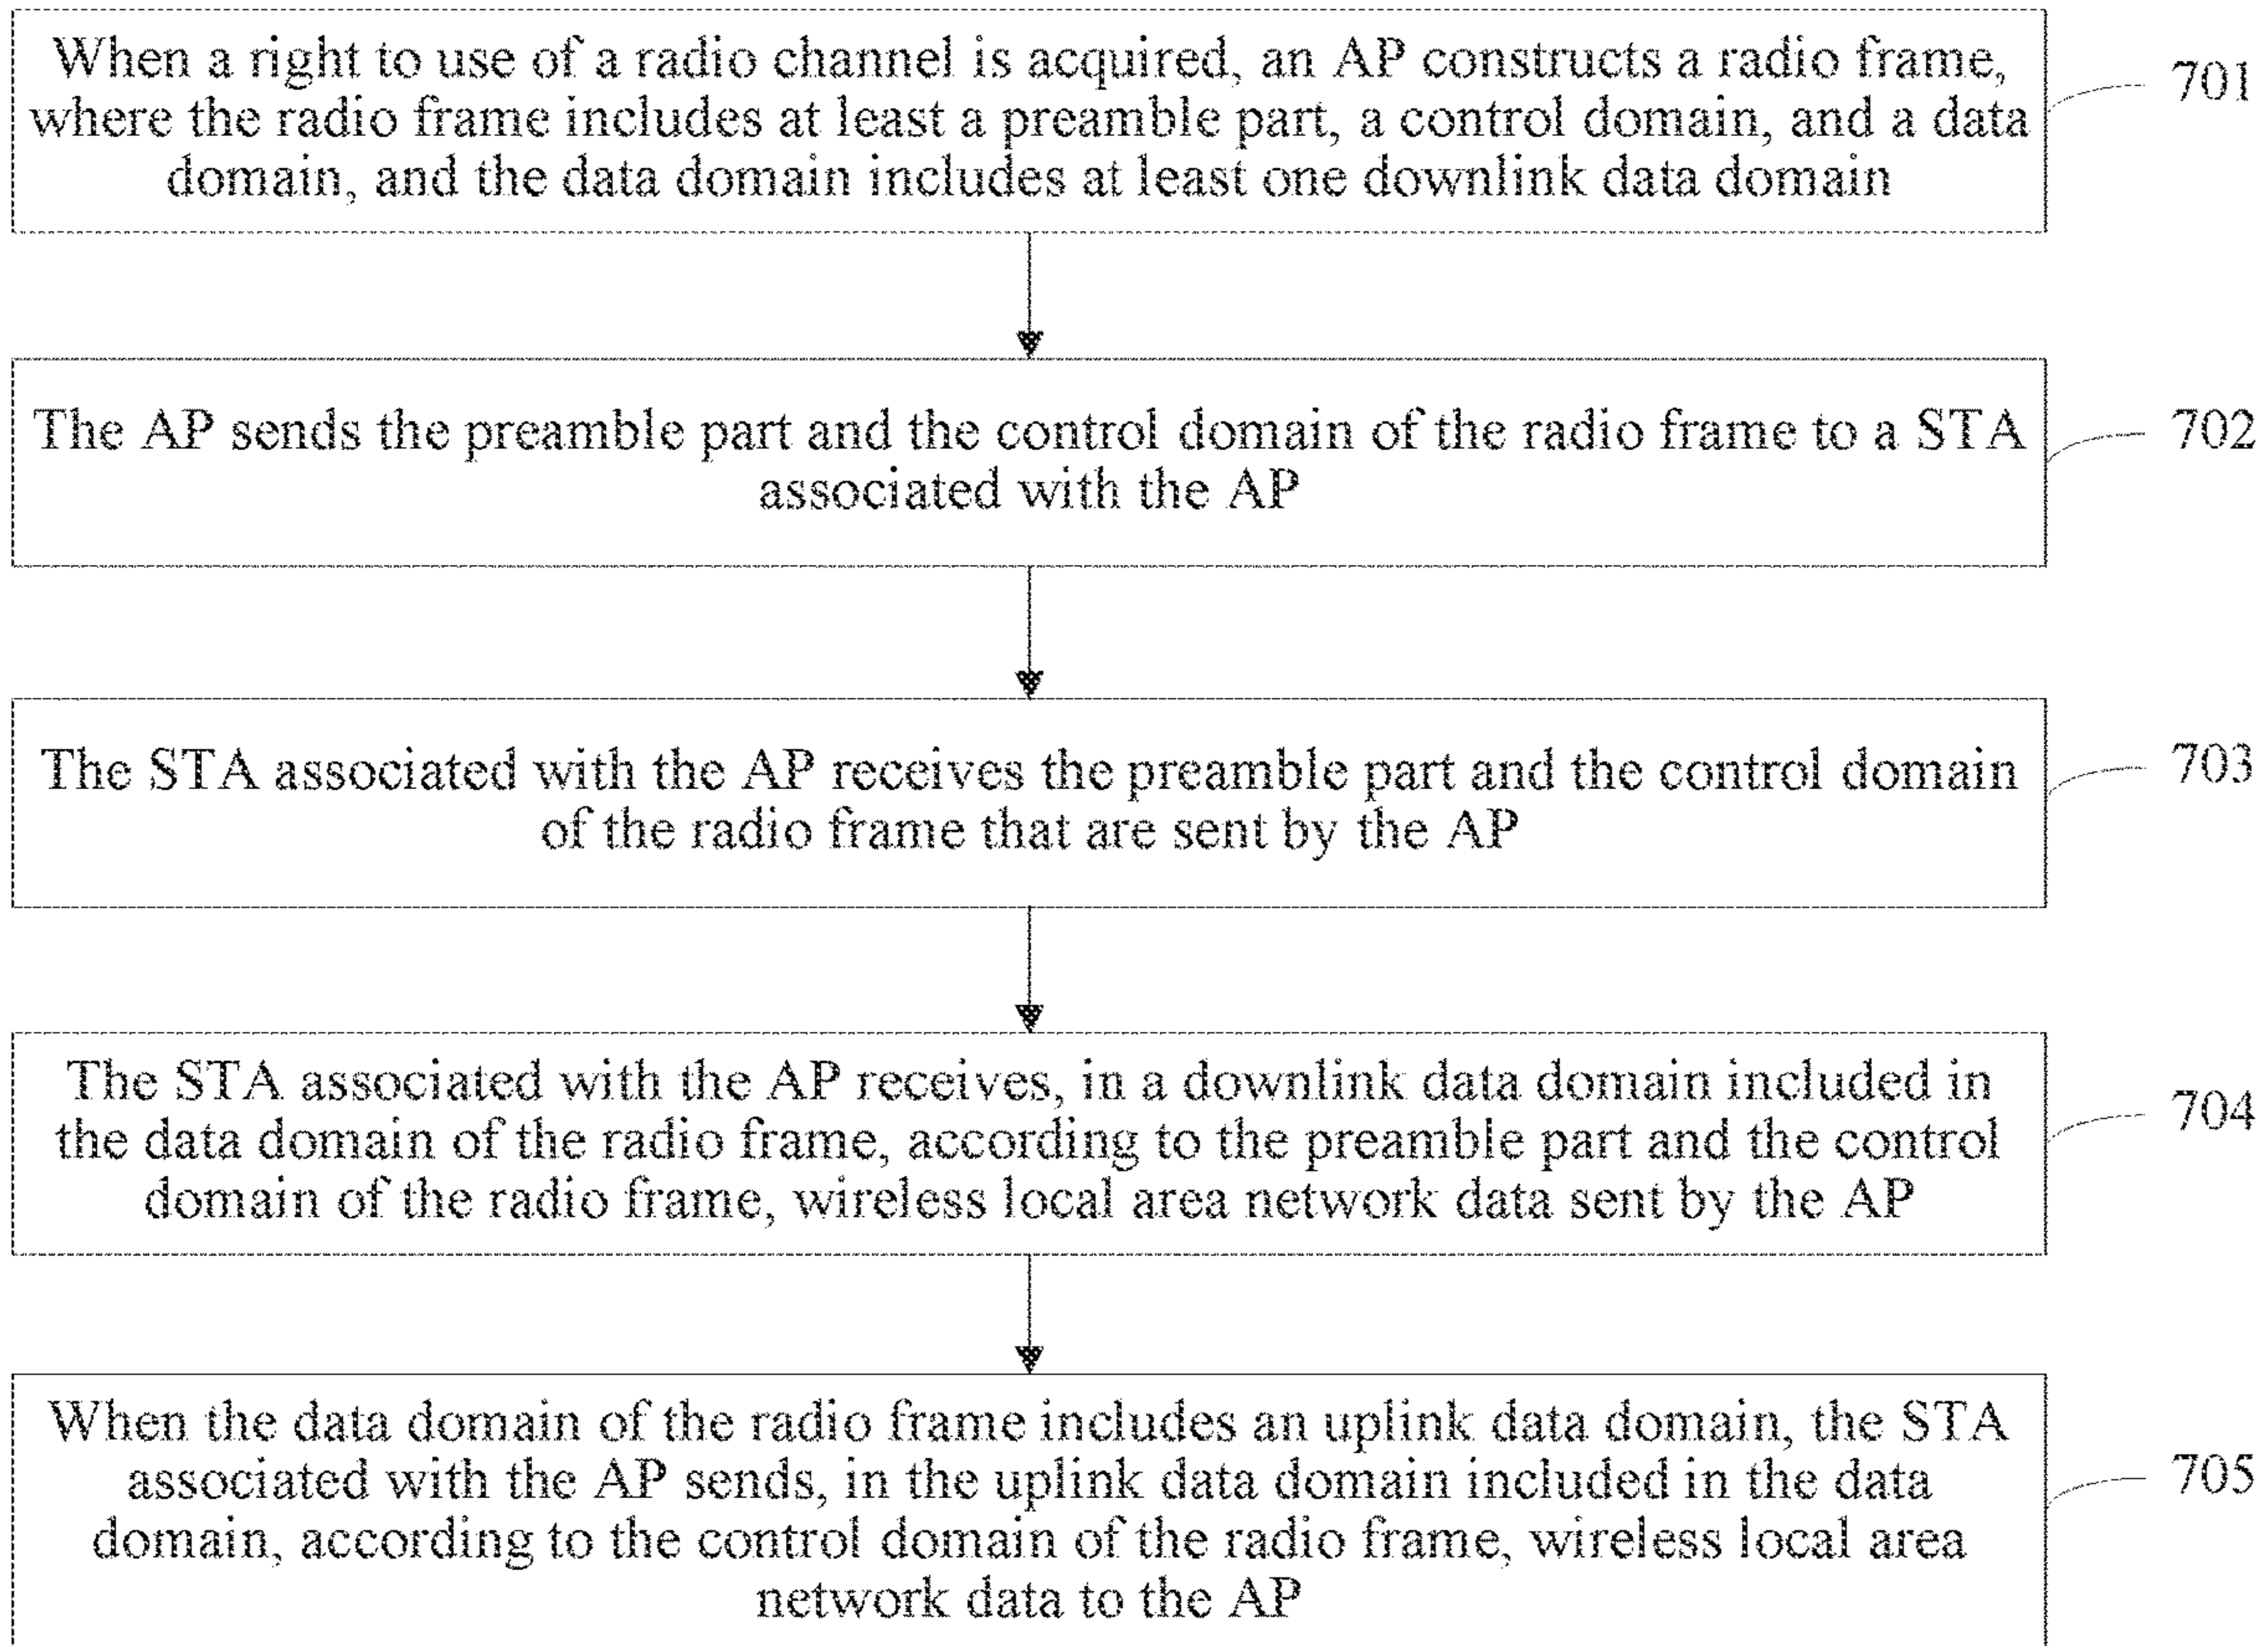 When a right to use of a radio channel is acquired, an AP constructs a radio frame,
where the radio frame includes at least a preamble part, a control domain, and a data
domain, and the data domain includes at least one downlink data domain
701
The AP sends the preamble part and the control domain of the radio frame to a STA
associated with the AP
702
The STA associated with the AP receives the preamble part and the control domain
of the radio frame that are sent by the AP
703
The STA associated with the AP receives, in a downlink data domain included in
the data domain of the radio frame, according to the preamble part and the control
domain of the radio frame, wireless local area network data sent by the AP
704
When the data domain of the radio frame includes an uplink data domain, the STA
associated with the AP sends, in the uplink data domain included in the data
domain, according to the control domain of the radio frame, wireless local area
network data to the AP
705